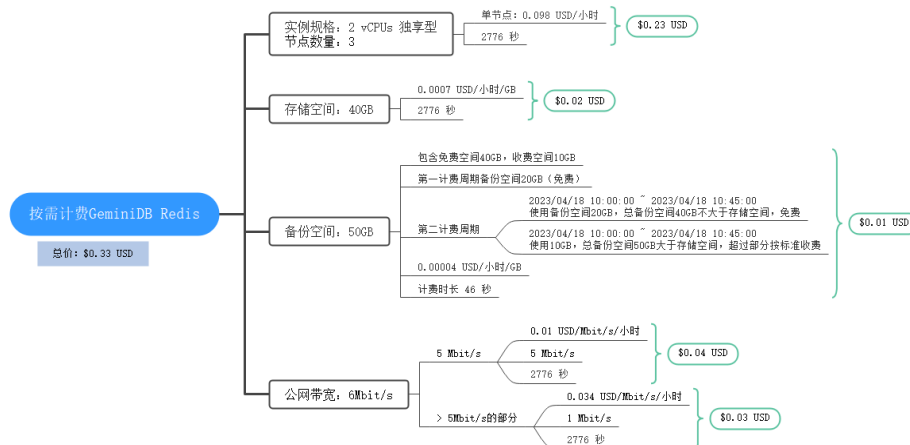 按需计费GeminiDB Redis
总价：$0.33 USD
实例规格：2 vCPUs 独享型
节点数量：3
单节点：0.098 USD/小时
2776 秒
$0.23 USD
存储空间：40GB
0.0007 USD/小时/GB
2776 秒
$0.02 USD
备份空间：50GB
包含免费空间40GB，收费空间10GB
第一计费周期备份空间20GB（免费）
第二计费周期
2023/04/18 10:00:00 ~ 2023/04/18 10:45:00
使用备份空间20GB，总备份空间40GB不大于存储空间，免费
2023/04/18 10:00:00 ~ 2023/04/18 10:45:00
使用10GB，总备份空间50GB大于存储空间，超过部分按标准收费
0.00004 USD/小时/GB
计费时长 46 秒
$0.01 USD
公网带宽：6Mbit/s
5 Mbit/s
0.01 USD/Mbit/s/小时
5 Mbit/s
2776 秒
$0.04 USD
> 5Mbit/s的部分
0.034 USD/Mbit/s/小时
1 Mbit/s
2776 秒
$0.03 USD